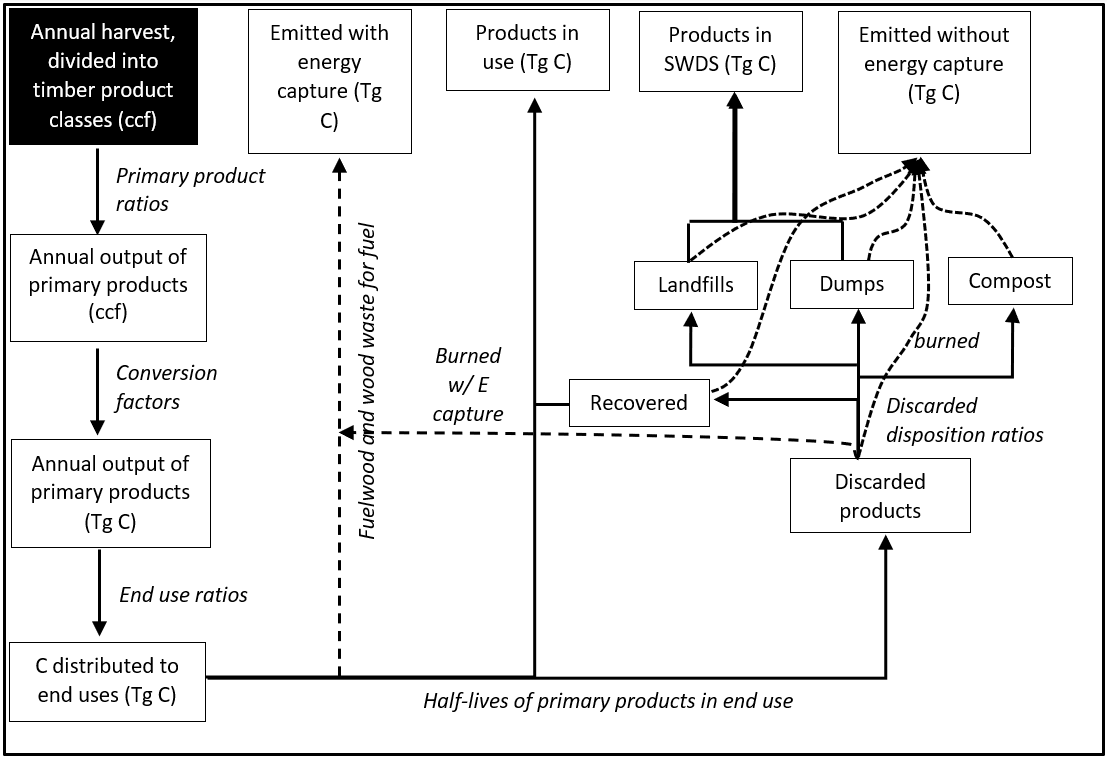 Annual harvest,
divided into
timber product
classes (ccf)
Emitted with
energy
capture (Tg
C)
Products in
use (Tg C)
Products in
SWDS (Tg C)
Emitted without
energy capture
(Tg C)
Primary product
ratios
Annual output of
primary products
(ccf)
Conversion
factors
Annual output of
primary products
(Tg C)
End use ratios
C distributed to
end uses (Tg C)
Fuelwood and wood waste for fuel
Burned
w/ E
capture
Landfills
Dumps
Compost
burned
Recovered
Discarded
disposition ratios
Discarded
products
Half-lives of primary products in end use